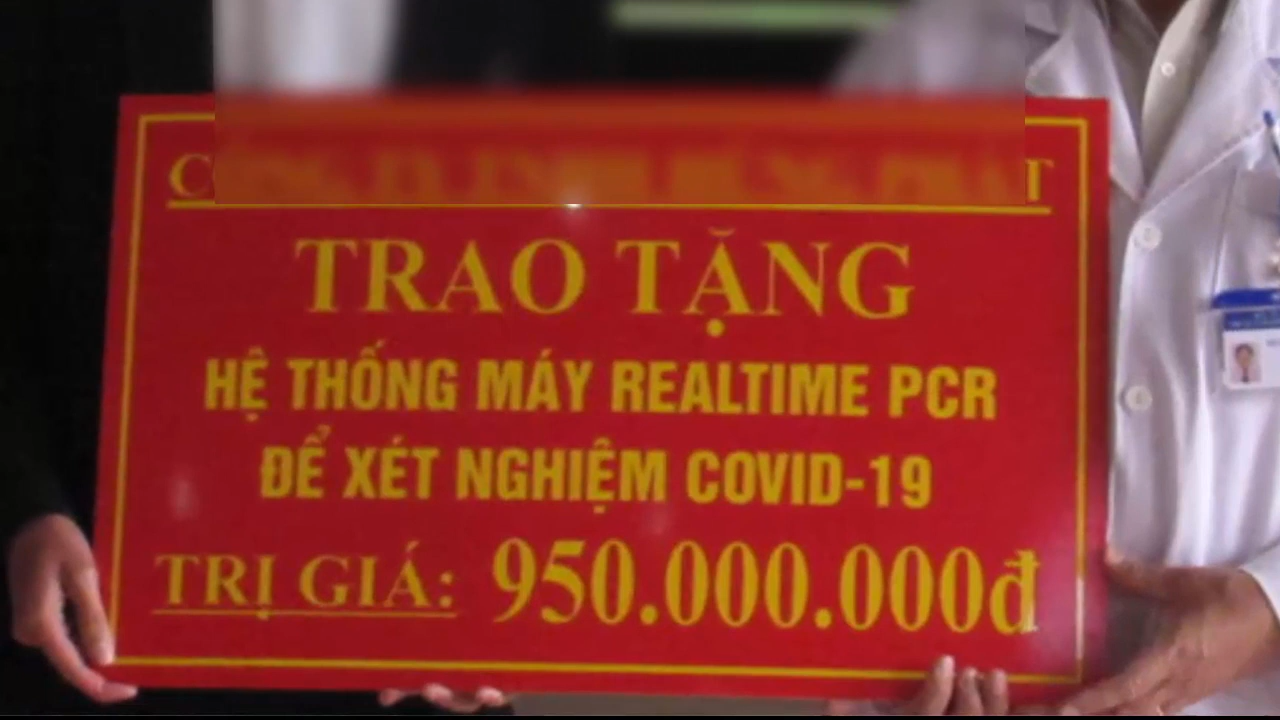 TRAO TẶNG
HỆ THỐNG MÁY REALTIME PCR
ĐỂ XÉT NGHIỆM COVID-19
TRỊ GIÁ: 950.000.000đ